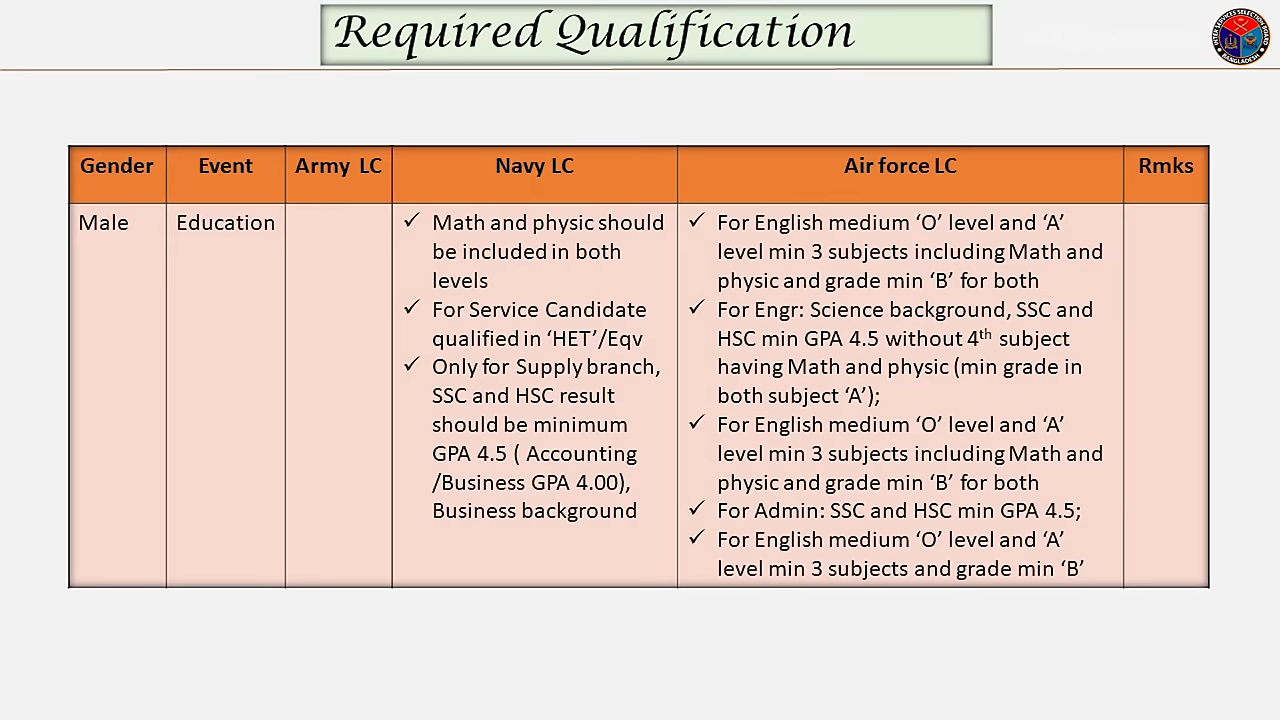 Required Qualification
Gender Event Army LC Navy LC Air force LC Rmks
Male Education
✓ Math and physic should
be included in both
levels
✓ For Service Candidate
qualified in ‘HET’/Eqv
✓ Only for Supply branch,
SSC and HSC result
should be minimum
GPA 4.5 ( Accounting
/Business GPA 4.00),
Business background
✓ For English medium ‘O’ level and ‘A’
level min 3 subjects including Math and
physic and grade min ‘B’ for both
✓ For Engr: Science background, SSC and
HSC min GPA 4.5 without 4th subject
having Math and physic (min grade in
both subject ‘A’);
✓ For English medium ‘O’ level and ‘A’
level min 3 subjects including Math and
physic and grade min ‘B’ for both
✓ For Admin: SSC and HSC min GPA 4.5;
✓ For English medium ‘O’ level and ‘A’
level min 3 subjects and grade min ‘B’
INTER SERVICES SELECTION BOARD
BANGLADESH